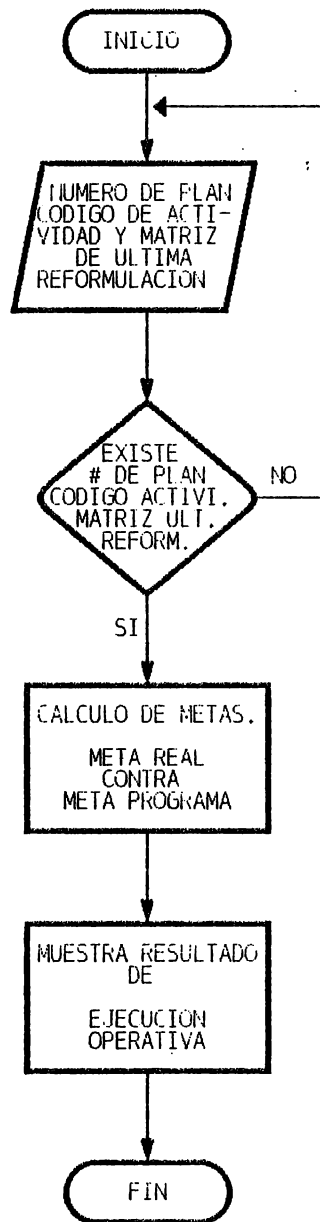 INICIO
NUMERO DE PLAN
CODIGO DE ACTI-
VIDAD Y MATRIZ
DE ULTIMA
REFORMULACION
EXISTE
# DE PLAN
CODIGO ACTIVI.
MATRIZ ULT.
REFORM.
NO
SI
CALCULO DE METAS.
META REAL
CONTRA
META PROGRAMA
MUESTRA RESULTADO
DE
EJECUCION
OPERATIVA
FIN